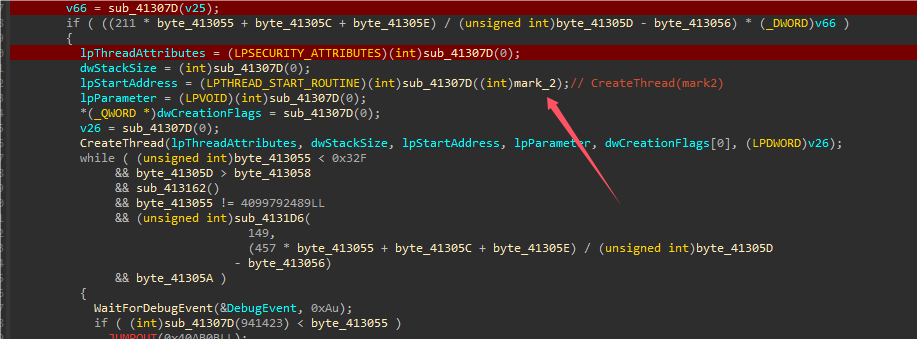 v66 = sub_41307D(v25);
if ( ((211 * byte_413055 + byte_41305C + byte_41305E) / (unsigned int)byte_41305D - byte_413056) * (_DWORD)v66 )
{
lpThreadAttributes = (LPSECURITY_ATTRIBUTES)(int)sub_41307D(0);
dwStackSize = (int)sub_41307D(0);
lpStartAddress = (LPTHREAD_START_ROUTINE)(int)sub_41307D((int)mark_2);// CreateThread(mark2)
lpParameter = (LPVOID)(int)sub_41307D(0);
*(_QWORD *)dwCreationFlags = sub_41307D(0);
v26 = sub_41307D(0);
CreateThread(lpThreadAttributes, dwStackSize, lpStartAddress, lpParameter, dwCreationFlags[0], (LPDWORD)v26);
while ( (unsigned int)byte_413055 < 0x32F
&& byte_41305D > byte_413058
&& sub_413162()
&& byte_413055 != 4099792489LL
&& (unsigned int)sub_4131D6(
149,
(457 * byte_413055 + byte_41305C + byte_41305E) / (unsigned int)byte_41305D
- byte_413056)
&& byte_41305A )
{
WaitForDebugEvent(&DebugEvent, 0xAu);
if ( (int)sub_41307D(941423) < byte_413055 )
JUMPOUT(0x40AB0BLL);